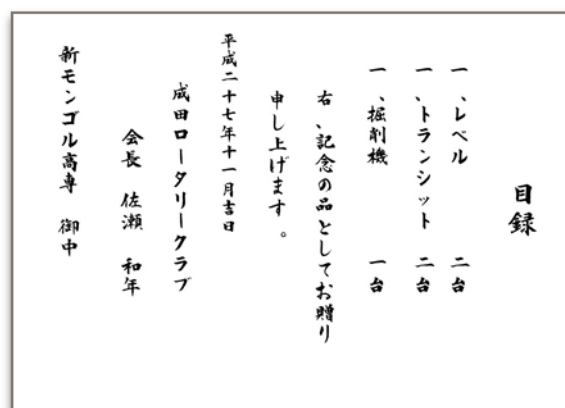 目録
一、レベル 二台
一、トランシット 二台
一、掘削機 一台
右、記念の品としてお贈り
申し上げます。
平成二十七年十一月吉日
成田ロータリークラブ
会長 佐瀬 和年
新モンゴル高専 御中